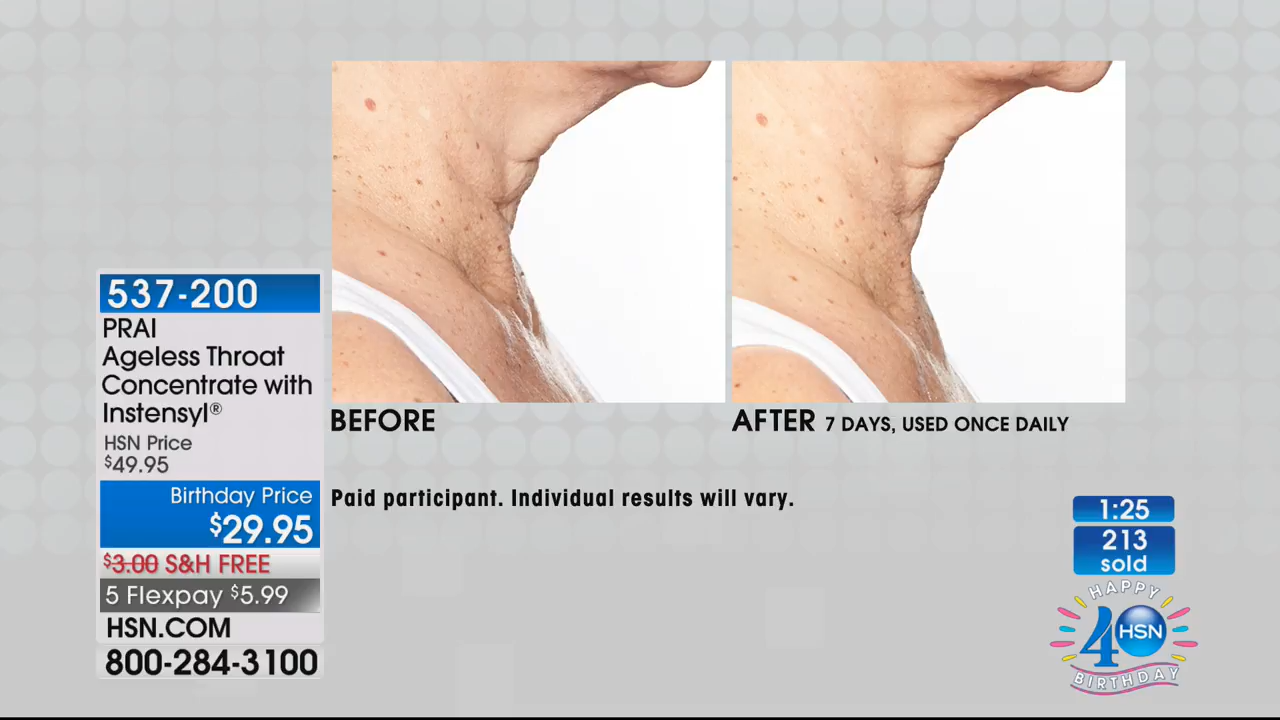 537-200
PRAI
Ageless Throat
Concentrate with
Instensyl®
HSN Price
$49.95
Birthday Price
$29.95
$3.00 S&H FREE
5 Flexpay $5.99
HSN.COM
800-284-3100
BEFORE
AFTER 7 DAYS, USED ONCE DAILY
Paid participant. Individual results will vary.
1:25
213
sold
HAPPY
40 HSN
BIRTHDAY